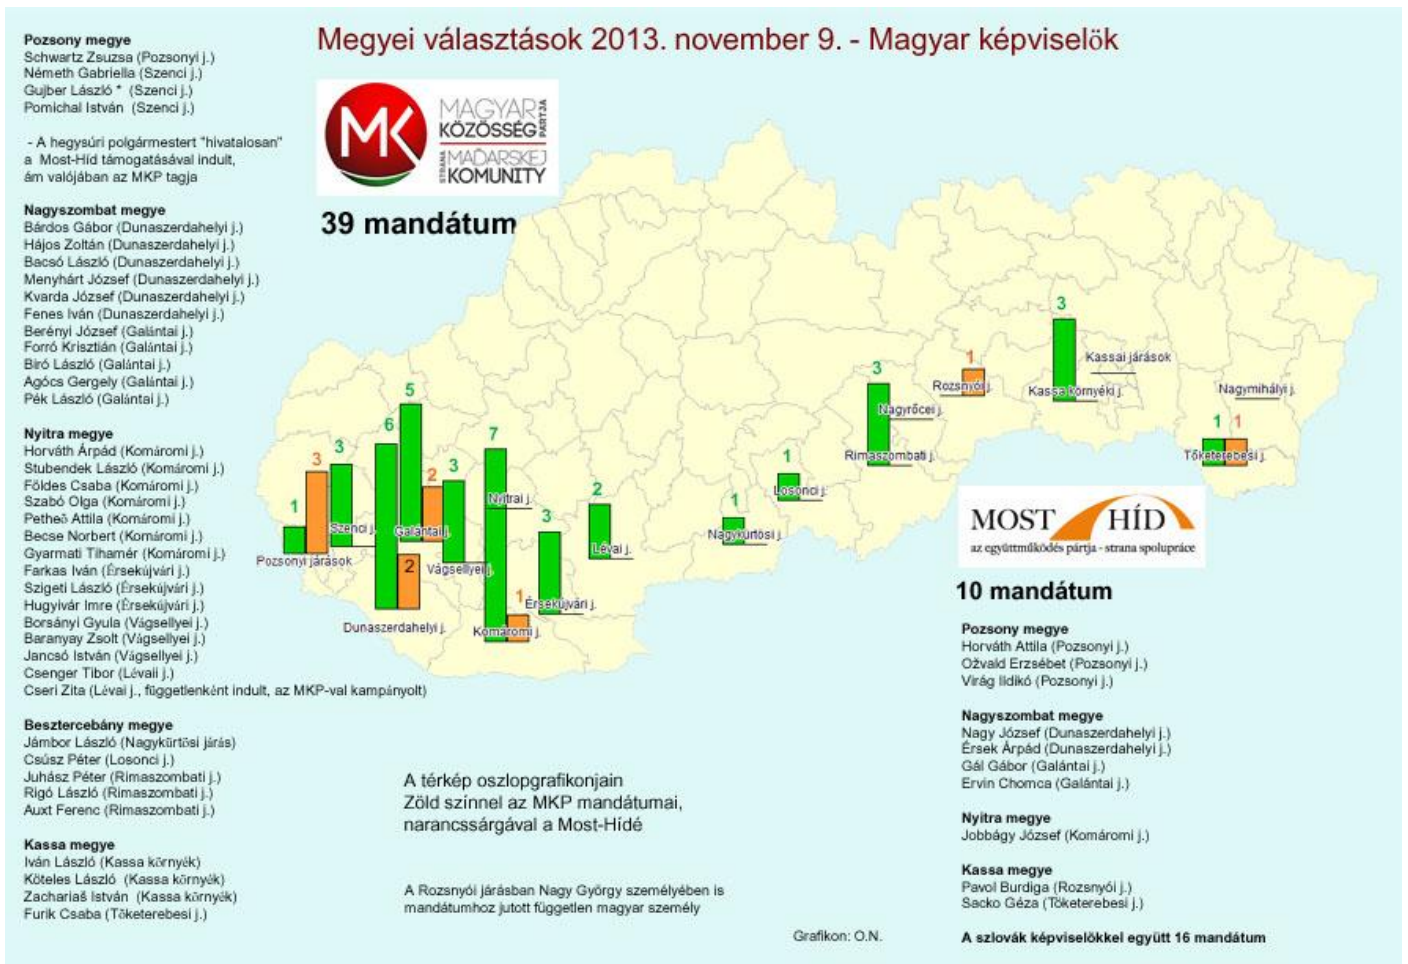 Megyei választások 2013. november 9. - Magyar képviselők
Pozsony megye
Schwartz Zsuzsa (Pozsonyi j.)
Németh Gabriella (Szenci j.)
Gujber László * (Szenci j.)
Pomichal István (Szenci j.)
- A hegysúri polgármestert "hivatalosan"
a Most-Híd támogatásával indult,
ám valójában az MKP tagja
Nagyszombat megye
Bárdos Gábor (Dunaszerdahelyi j.)
Hájos Zoltán (Dunaszerdahelyi j.)
Bacsó László (Dunaszerdahelyi j.)
Menyhárt József (Dunaszerdahelyi j.)
Kvarda József (Dunaszerdahelyi j.)
Fenes Iván (Dunaszerdahelyi j.)
Berényi József (Galántai j.)
Forró Krisztián (Galántai j.)
Biró László (Galántai j.)
Agócs Gergely (Galántai j.)
Pék László (Galántai j.)
Nyitra megye
Horváth Árpád (Komáromi j.)
Stubendek László (Komáromi j.)
Földes Csaba (Komáromi j.)
Szabó Olga (Komáromi j.)
Petheő Attila (Komáromi j.)
Becse Norbert (Komáromi j.)
Gyarmati Tihamér (Komáromi j.)
Farkas Iván (Érsekújvári j.)
Szigeti László (Érsekújvári j.)
Hugyivár Imre (Érsekújvári j.)
Borsányi Gyula (Vágsellyei j.)
Baranyay Zsolt (Vágsellyei j.)
Jancsó István (Vágsellyei j.)
Csenger Tibor (Lévaii j.)
Cseri Zita (Lévai j., függetlenként indult, az MKP-val kampányolt)
Besztercebány megye
Jámbor László (Nagykürtösi járás)
Csúsz Péter (Losonci j.)
Juhász Péter (Rimaszombati j.)
Rigó László (Rimaszombati j.)
Auxt Ferenc (Rimaszombati j.)
Kassa megye
Iván László (Kassa környék)
Köteles László (Kassa környék)
Zachariaš István (Kassa környék)
Furik Csaba (Tőketerebesi j.)
MK
MAGYAR
KÖZÖSSÉG
PARTJA
STRANA
MAĎARSKEJ
KOMUNITY
39 mandátum
1
3
3
6
5
2
3
2
7
1
3
2
1
1
3
1
3
1
1
Pozsonyi járások
Szenci j.
Galántai j.
Vágsellyei j.
Dunaszerdahelyi j.
Nyitrai j.
Komáromi j.
Érsekújvári j.
Lévai j.
Nagykürtösi j.
Losonci j.
Nagyrőcei j.
Rimaszombati j.
Rozsnyói j.
Kassai járások
Kassa környéki j.
Nagymihályi j.
Tőketerebesi j.
MOST HÍD
az együttműködés pártja - strana spolupráce
10 mandátum
Pozsony megye
Horváth Attila (Pozsonyi j.)
Ožvald Erzsébet (Pozsonyi j.)
Virág Ildikó (Pozsonyi j.)
Nagyszombat megye
Nagy József (Dunaszerdahelyi j.)
Érsek Árpád (Dunaszerdahelyi j.)
Gál Gábor (Galántai j.)
Ervin Chomca (Galántai j.)
Nyitra megye
Jobbágy József (Komáromi j.)
Kassa megye
Pavol Burdiga (Rozsnyói j.)
Sacko Géza (Tőketerebesi j.)
A szlovák képviselőkkel együtt 16 mandátum
A térkép oszlopgrafikonjain
Zöld színnel az MKP mandátumai,
narancssárgával a Most-Hídé
A Rozsnyói járásban Nagy György személyében is
mandátumhoz jutott független magyar személy
Grafikon: O.N.